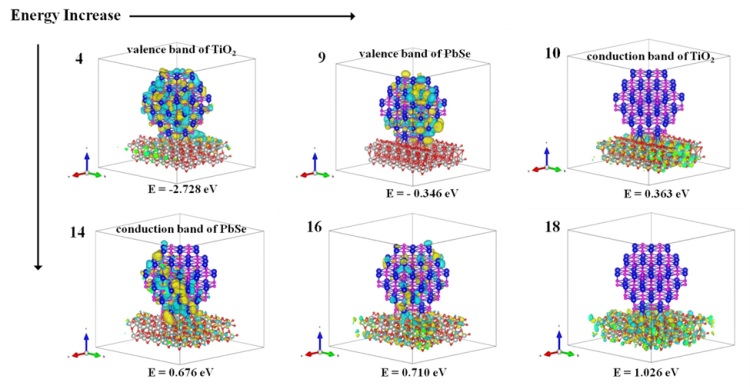 Energy Increase
4
valence band of TiO2
E = -2.728 eV
9
valence band of PbSe
E = - 0.346 eV
10
conduction band of TiO2
E = 0.363 eV
14
conduction band of PbSe
E = 0.676 eV
16
E = 0.710 eV
18
E = 1.026 eV